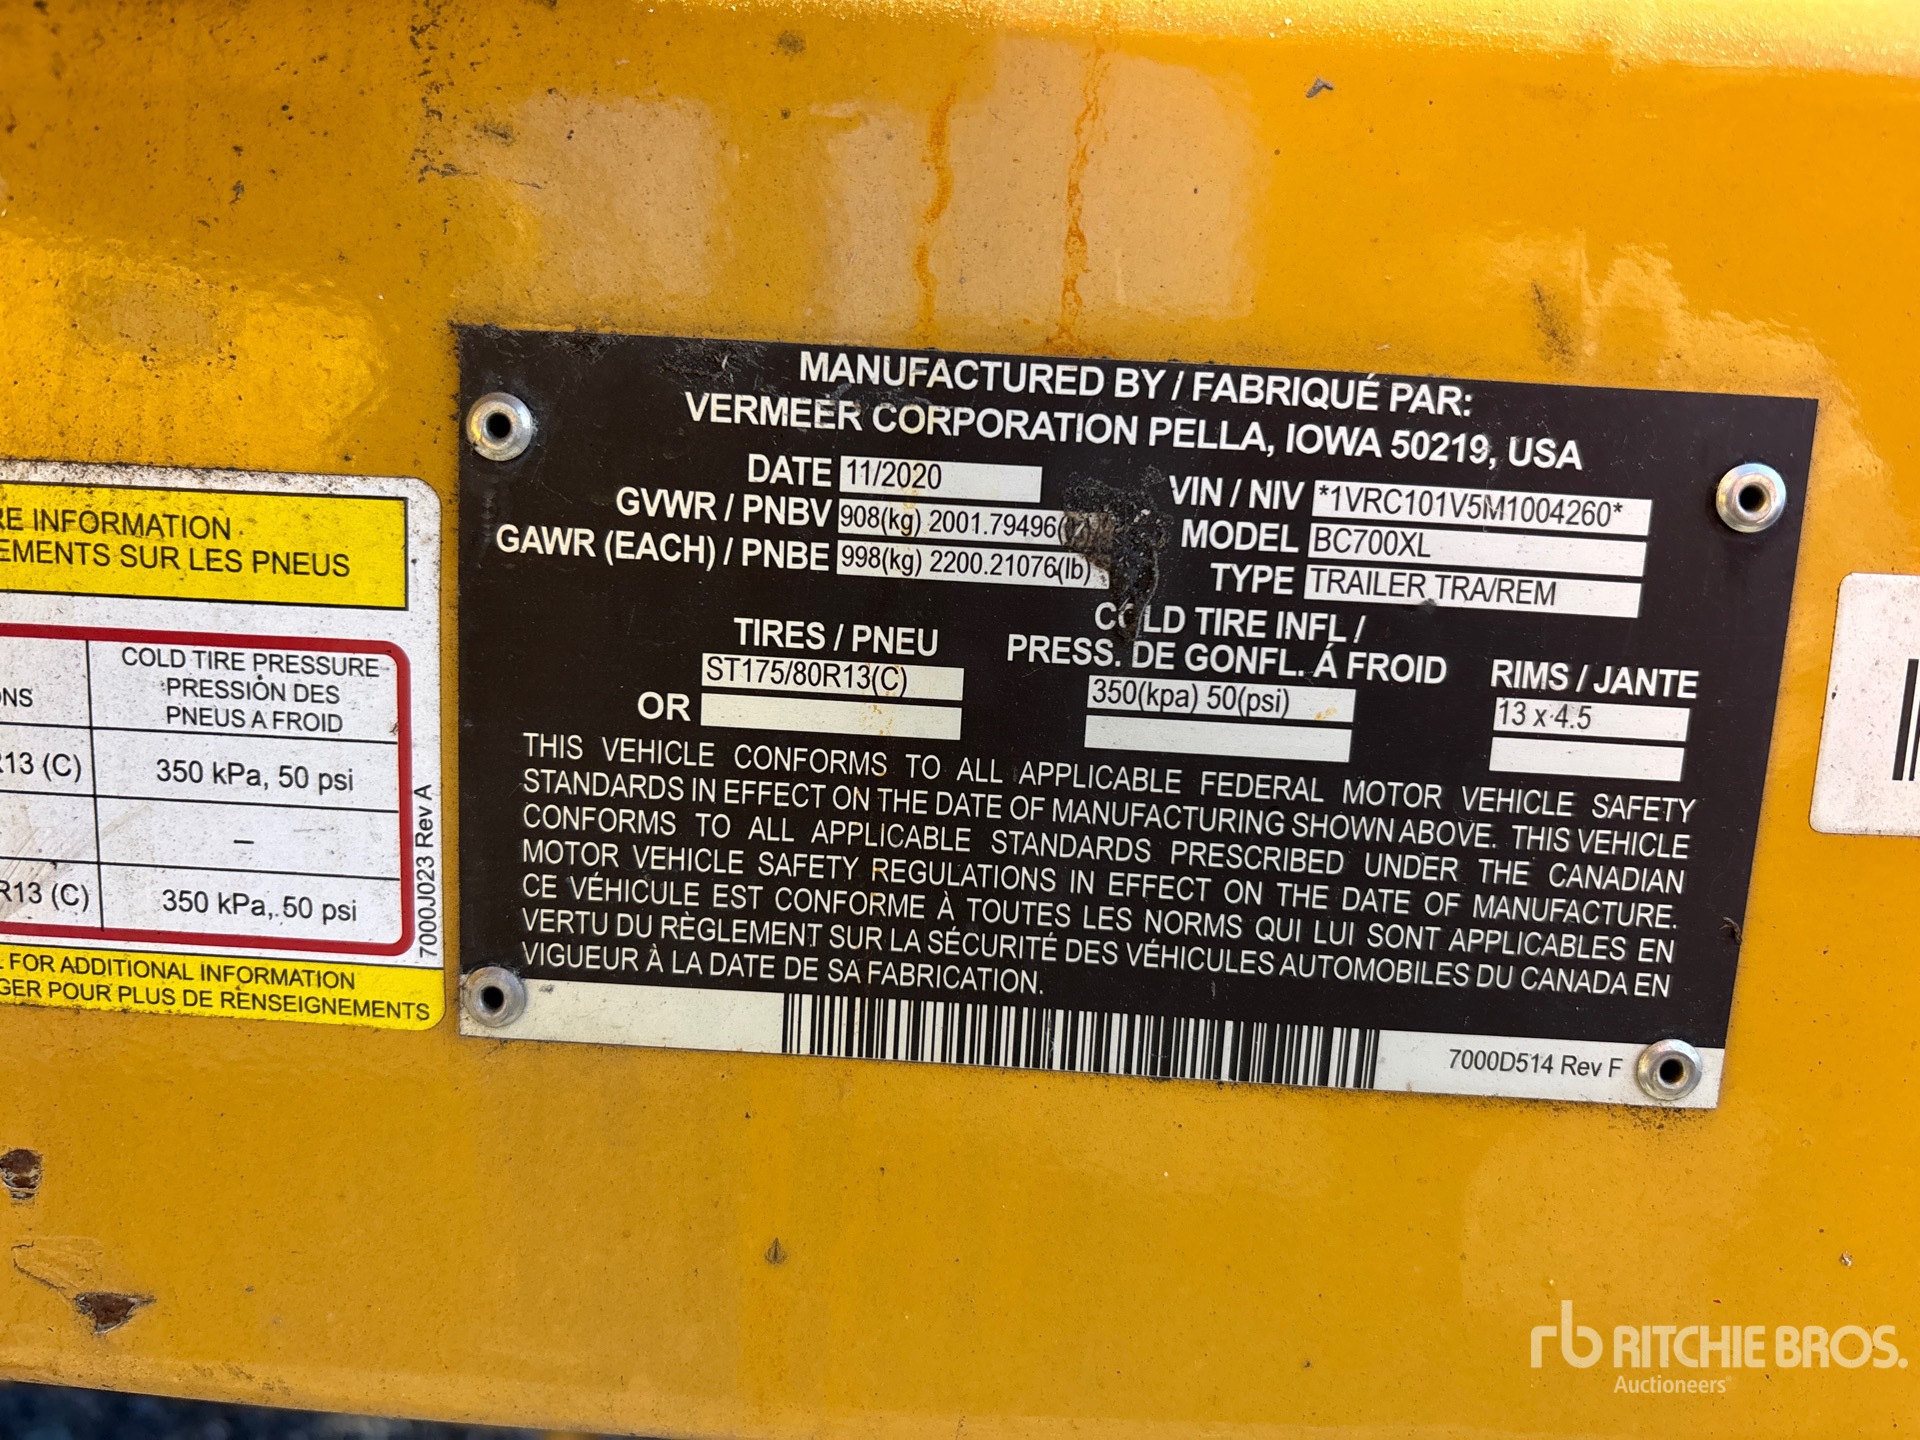 RE INFORMATION
EMENTS SUR LES PNEUS
NS
COLD TIRE PRESSURE
PRESSION DES
PNEUS A FROID
R13 (C)
350 kPa, 50 psi
–
R13 (C)
350 kPa, 50 psi
7000J023 Rev A
FOR ADDITIONAL INFORMATION
GER POUR PLUS DE RENSEIGNEMENTS
MANUFACTURED BY / FABRIQUÉ PAR:
VERMEER CORPORATION PELLA, IOWA 50219, USA
DATE 11/2020
GVWR / PNBV 908(kg) 2001.79496
GAWR (EACH) / PNBE 998(kg) 2200.21076(lb)
VIN / NIV *1VRC101V5M1004260*
MODEL BC700XL
TYPE TRAILER TRA/REM
TIRES / PNEU
ST175/80R13(C)
OR
COLD TIRE INFL /
PRESS. DE GONFL. Á FROID
350(kpa) 50(psi)
RIMS / JANTE
13 x 4.5
THIS VEHICLE CONFORMS TO ALL APPLICABLE FEDERAL MOTOR VEHICLE SAFETY
STANDARDS IN EFFECT ON THE DATE OF MANUFACTURING SHOWN ABOVE. THIS VEHICLE
CONFORMS TO ALL APPLICABLE STANDARDS PRESCRIBED UNDER THE CANADIAN
MOTOR VEHICLE SAFETY REGULATIONS IN EFFECT ON THE DATE OF MANUFACTURE.
CE VÉHICULE EST CONFORME À TOUTES LES NORMS QUI LUI SONT APPLICABLES EN
VERTU DU RÈGLEMENT SUR LA SÉCURITÉ DES VÉHICULES AUTOMOBILES DU CANADA EN
VIGUEUR À LA DATE DE SA FABRICATION.
7000D514 Rev F
rb RITCHIE BROS.
Auctioneers